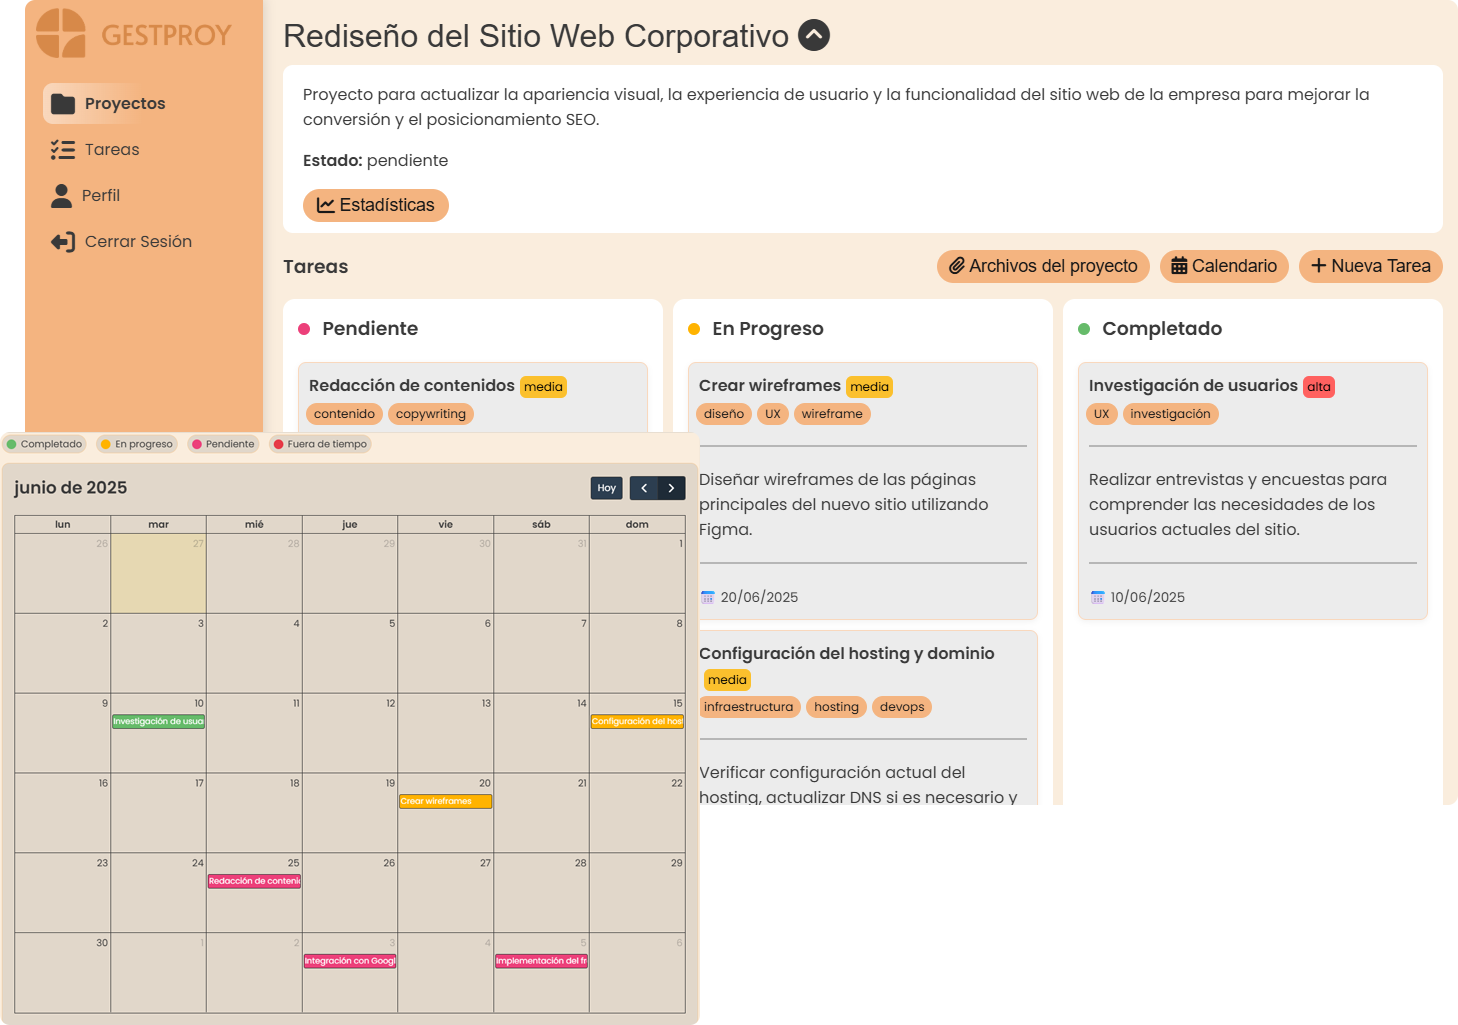 GESTPROY
Proyectos
Tareas
Perfil
Cerrar Sesión
Rediseño del Sitio Web Corporativo
Proyecto para actualizar la apariencia visual, la experiencia de usuario y la funcionalidad del sitio web de la empresa para mejorar la
conversión y el posicionamiento SEO.
Estado: pendiente
Estadísticas
Tareas
Archivos del proyecto
Calendario
Nueva Tarea
Pendiente
Redacción de contenidos media
contenido copywriting
En Progreso
Crear wireframes media
diseño UX wireframe
Diseñar wireframes de las páginas
principales del nuevo sitio utilizando
Figma.
20/06/2025
Configuración del hosting y dominio
media
infraestructura hosting devops
Verificar configuración actual del
hosting, actualizar DNS si es necesario y
Completado
Investigación de usuarios alta
UX investigación
Realizar entrevistas y encuestas para
comprender las necesidades de los
usuarios actuales del sitio.
10/06/2025
Completado En progreso Pendiente Fuera de tiempo
junio de 2025
Hoy
lun mar mié jue vie sáb dom
26 27 28 29 30 31 1
2 3 4 5 6 7 8
9 10 11 12 13 14 15
Investigación de usua Configuración del host
16 17 18 19 20 21 22
Crear wireframes
23 24 25 26 27 28 29
Redacción de conteni
30 1 2 3 4 5 6
Integración con Googl Implementación del fr